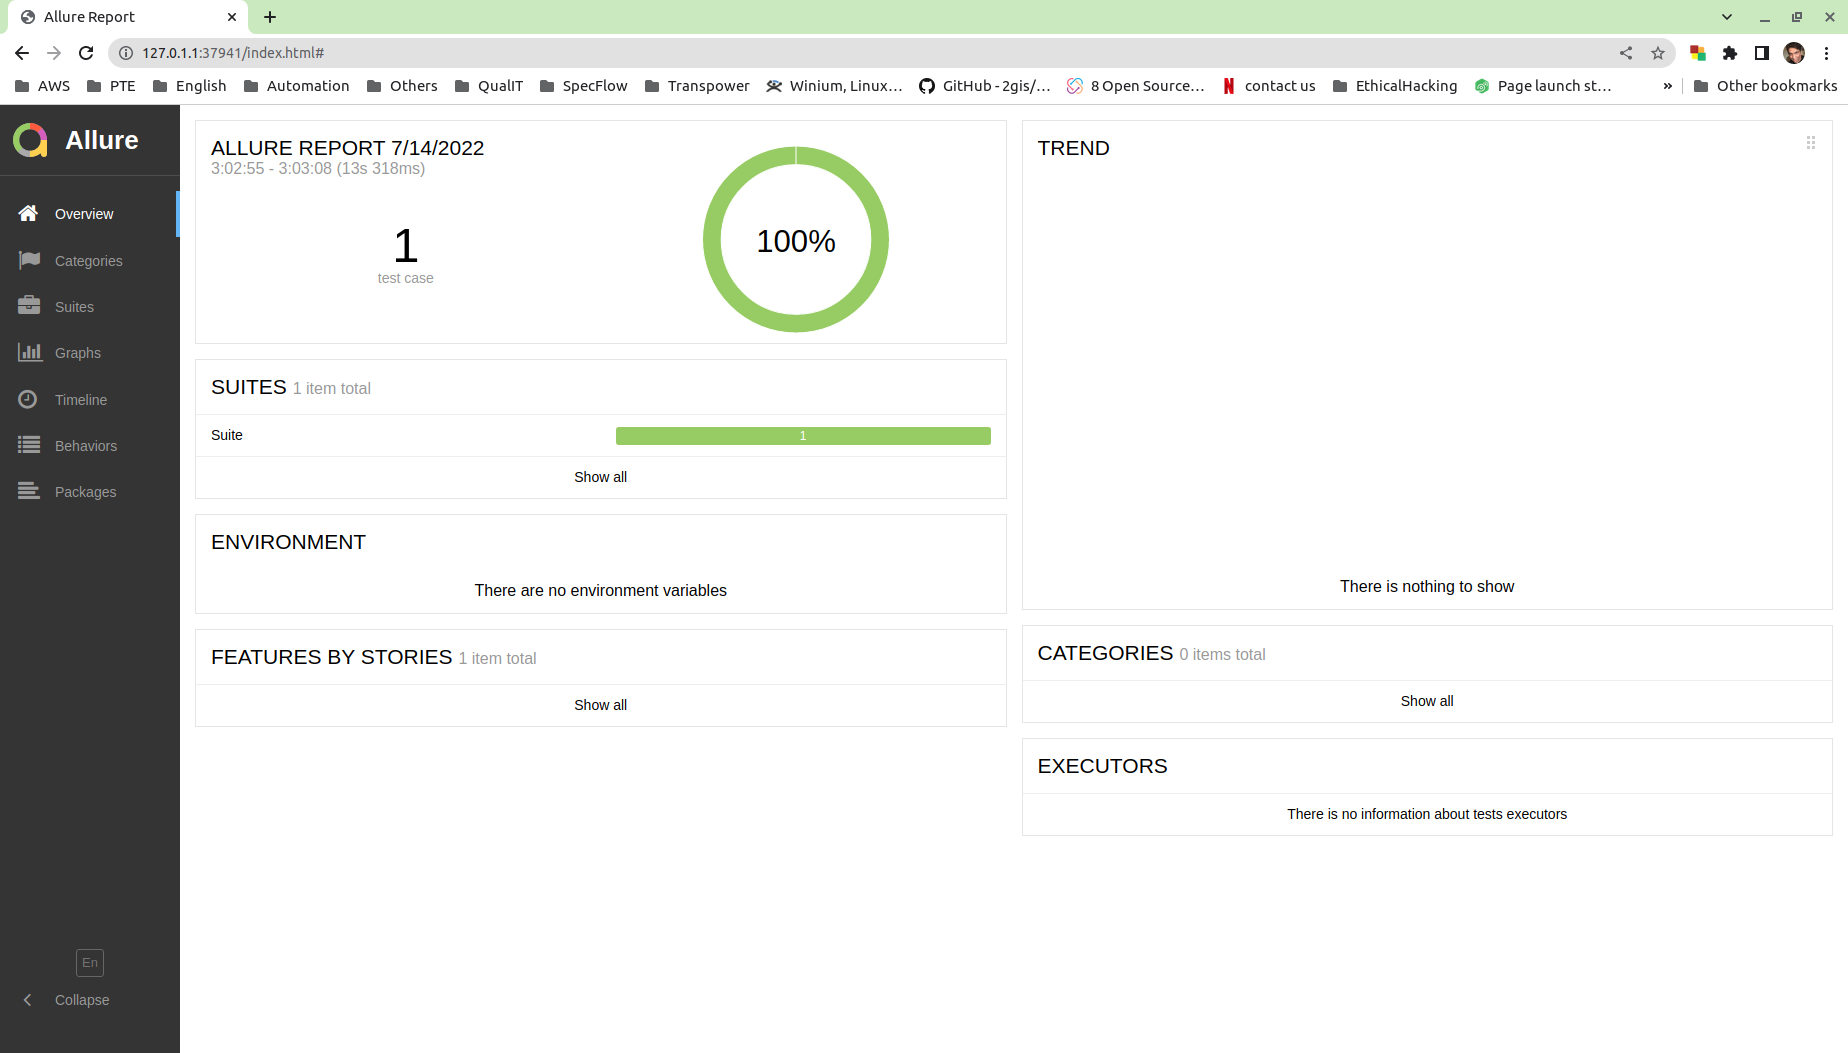 Allure Report
127.0.1.1:37941/index.html#
AWS PTE English Automation Others QualIT SpecFlow Transpower Winium, Linux... GitHub - 2gis/... 8 Open Source... contact us EthicalHacking Page launch st... » Other bookmarks
Allure
Overview
Categories
Suites
Graphs
Timeline
Behaviors
Packages
En
Collapse
ALLURE REPORT 7/14/2022
3:02:55 - 3:03:08 (13s 318ms)
1
test case
100%
SUITES 1 item total
Suite 1
Show all
ENVIRONMENT
There are no environment variables
FEATURES BY STORIES 1 item total
Show all
TREND
There is nothing to show
CATEGORIES 0 items total
Show all
EXECUTORS
There is no information about tests executors